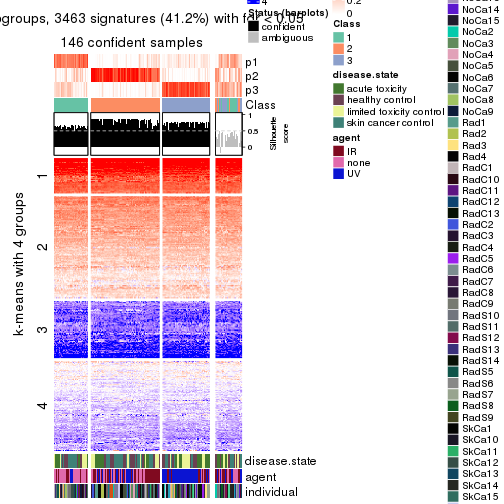 groups, 3463 signatures (41.2%) with fdr < 0.05
146 confident samples
p1
p2
p3
Class
1
0.5
0
Silhouette
score
k-means with 4 groups
1
2
3
4
disease.state
agent
individual
4
Status (barplots)
confident
ambiguous
0.2
0
Class
1
2
3
disease.state
acute toxicity
healthy control
limited toxicity control
skin cancer control
agent
IR
none
UV
NoCa14
NoCa15
NoCa2
NoCa3
NoCa4
NoCa5
NoCa6
NoCa7
NoCa8
NoCa9
Rad1
Rad2
Rad3
Rad4
RadC1
RadC10
RadC11
RadC12
RadC13
RadC2
RadC3
RadC4
RadC5
RadC6
RadC7
RadC8
RadC9
RadS10
RadS11
RadS12
RadS13
RadS14
RadS5
RadS6
RadS7
RadS8
RadS9
SkCa1
SkCa10
SkCa11
SkCa12
SkCa13
SkCa14
SkCa15